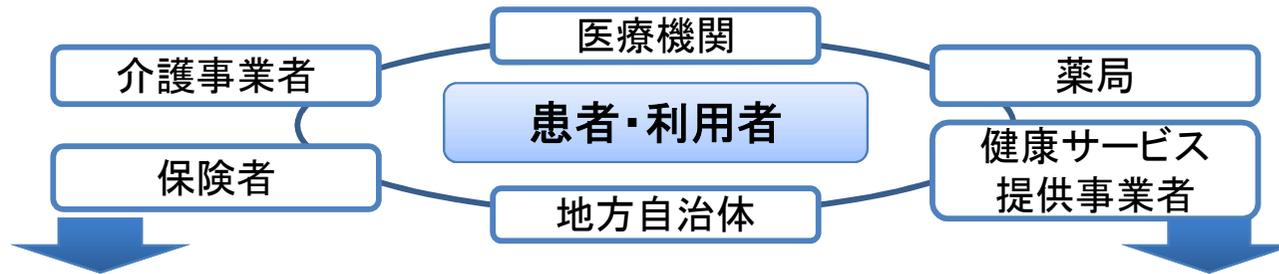 医療機関
介護事業者
薬局
患者・利用者
健康サービス
提供事業者
保険者
地方自治体